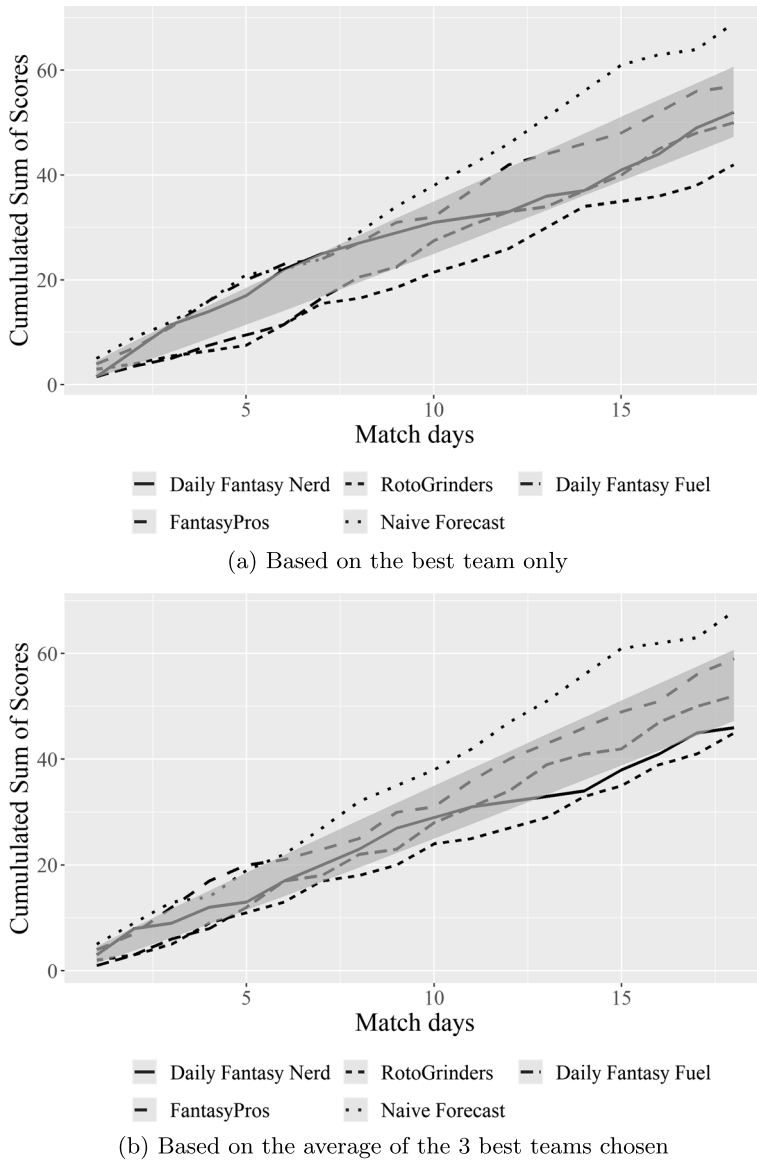 Cumululated Sum of Scores
60
40
20
0
5 10 15
Match days
Daily Fantasy Nerd RotoGrinders Daily Fantasy Fuel
FantasyPros Naive Forecast
(a) Based on the best team only
Cumululated Sum of Scores
60
40
20
0
5 10 15
Match days
Daily Fantasy Nerd RotoGrinders Daily Fantasy Fuel
FantasyPros Naive Forecast
(b) Based on the average of the 3 best teams chosen